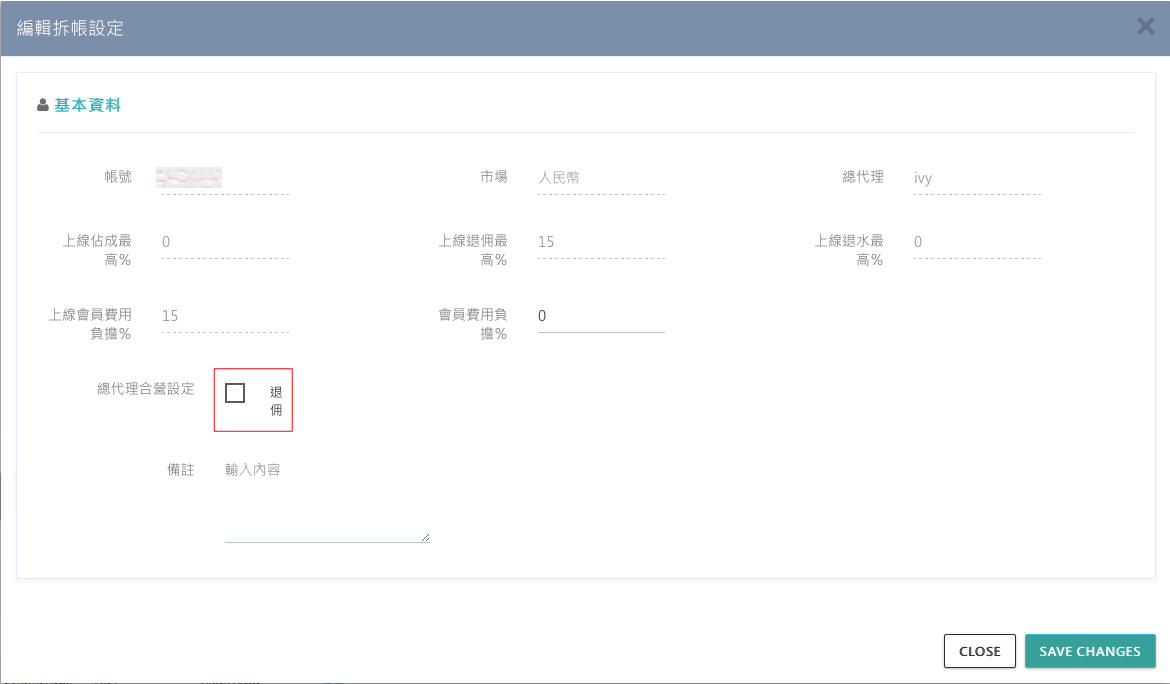 編輯拆帳設定
基本資料
帳號
市場 人民幣
總代理 ivy
上線佔成最
高% 0
上線退佣最
高% 15
上線退水最
高% 0
上線會員費用
負擔% 15
會員費用負
擔% 0
總代理合營設定
退
佣
備註 輸入內容
CLOSE SAVE CHANGES